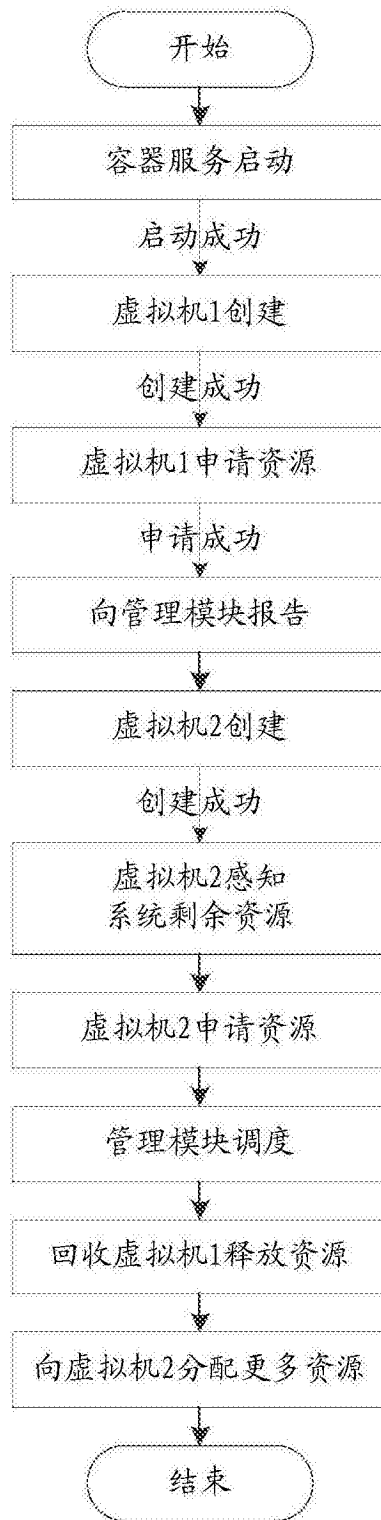 开始
容器服务启动
启动成功
虚拟机1创建
创建成功
虚拟机1申请资源
申请成功
向管理模块报告
虚拟机2创建
创建成功
虚拟机2感知
系统剩余资源
虚拟机2申请资源
管理模块调度
回收虚拟机1释放资源
向虚拟机2分配更多资源
结束